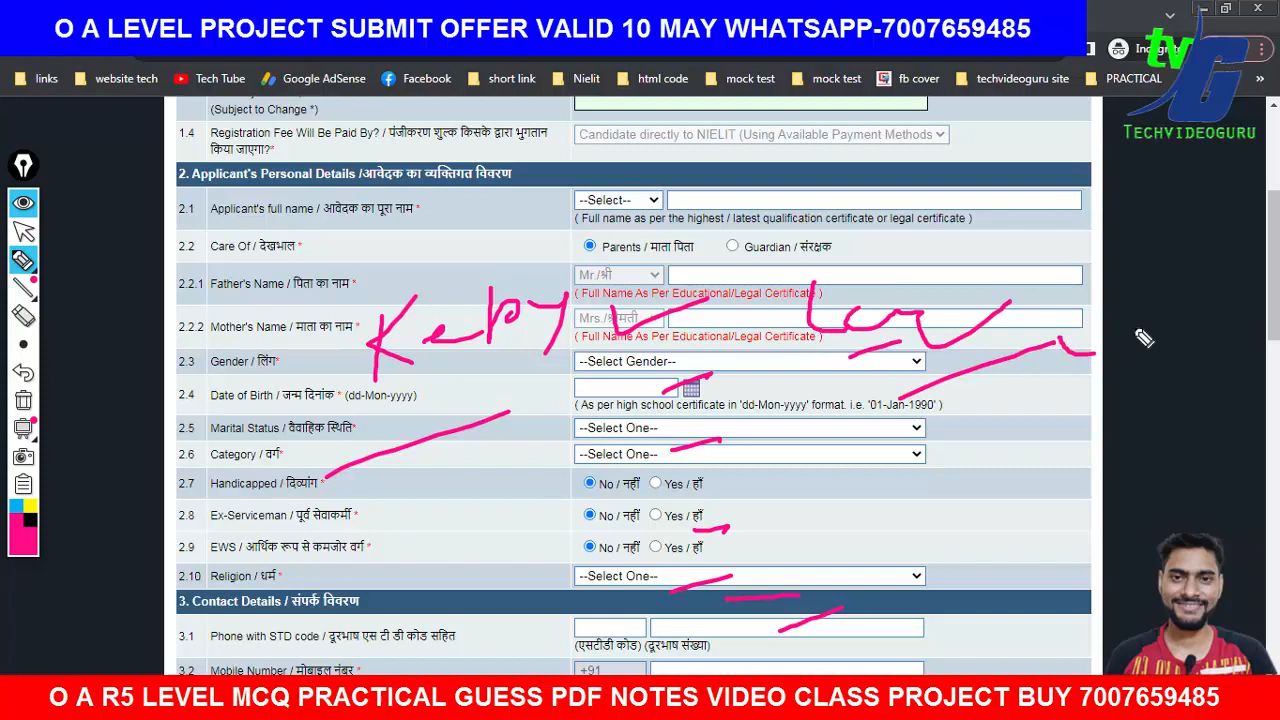 O A LEVEL PROJECT SUBMIT OFFER VALID 10 MAY WHATSAPP-7007659485
links website tech Tech Tube Google AdSense Facebook short link Nielit html code mock test mock test fb cover techvideoguru site PRACTICAL »
tvG
TECHVIDEOGURU
(Subject to Change *)
1.4 Registration Fee Will Be Paid By? / पंजीकरण शुल्क किसके द्वारा भुगतान Candidate directly to NIELIT (Using Available Payment Methods
किया जाएगा?*
2. Applicant's Personal Details /आवेदक का व्यक्तिगत विवरण
2.1 Applicant's full name / आवेदक का पूरा नाम * --Select--
( Full name as per the highest / latest qualification certificate or legal certificate )
2.2 Care Of / देखभाल * Parents / माता पिता Guardian / संरक्षक
2.2.1 Father's Name / पिता का नाम * Mr./श्री
( Full Name As Per Educational/Legal Certificate )
2.2.2 Mother's Name / माता का नाम * Mrs./श्रीमती
( Full Name As Per Educational/Legal Certificate )
2.3 Gender / लिंग* --Select Gender--
2.4 Date of Birth / जन्म दिनांक * (dd-Mon-yyyy)
( As per high school certificate in 'dd-Mon-yyyy' format. i.e. '01-Jan-1990' )
2.5 Marital Status / वैवाहिक स्थिति* --Select One--
2.6 Category / वर्ग* --Select One--
2.7 Handicapped / दिव्यांग * No / नहीं Yes / हाँ
2.8 Ex-Serviceman / पूर्व सेवाकर्मी * No / नहीं Yes / हाँ
2.9 EWS / आर्थिक रूप से कमजोर वर्ग * No / नहीं Yes / हाँ
2.10 Religion / धर्म * --Select One--
3. Contact Details / संपर्क विवरण
3.1 Phone with STD code / दूरभाष एस टी डी कोड सहित
(एसटीडी कोड) (दूरभाष संख्या)
3.2 Mobile Number / मोबाइल नंबर * +91
O A R5 LEVEL MCQ PRACTICAL GUESS PDF NOTES VIDEO CLASS PROJECT BUY 7007659485